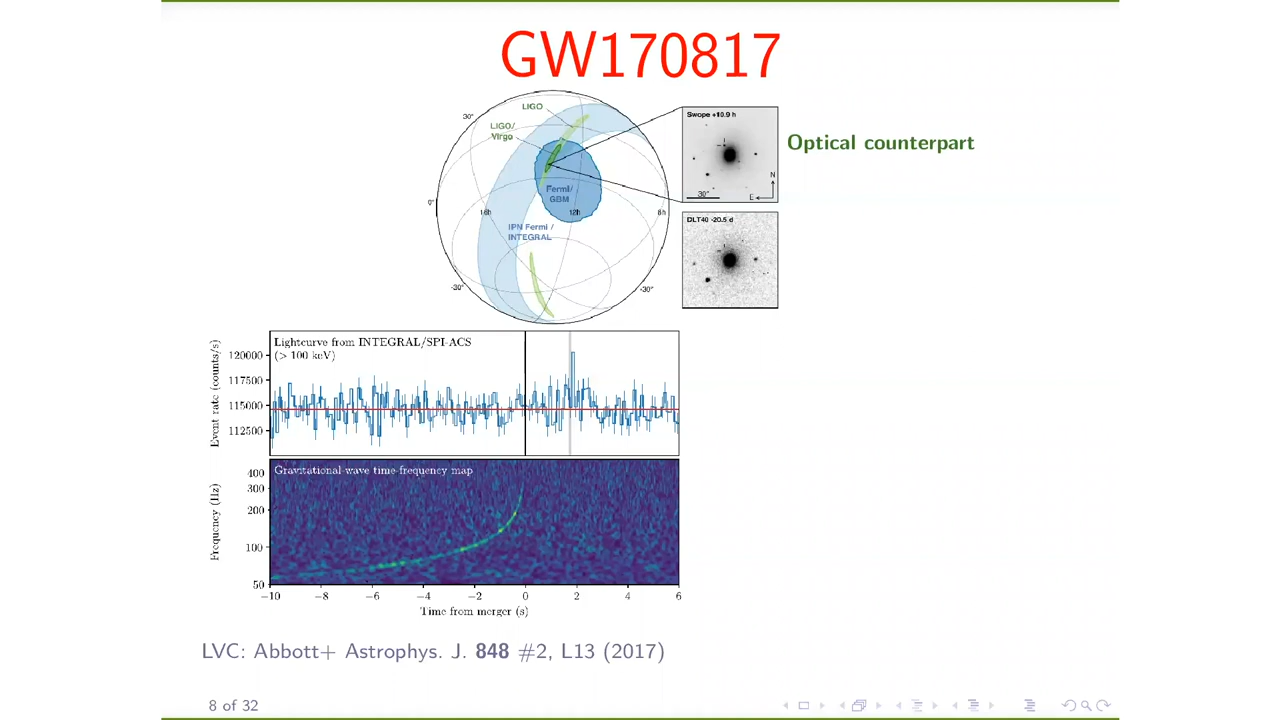 GW170817
LIGO
30°
LIGO/
Virgo
Fermi/
GBM
0°
16h
12h
8h
IPN Fermi /
INTEGRAL
-30°
-30°
Swope +10.9 h
N
30"
E
DLT40 -20.5 d
Optical counterpart
Lightcurve from INTEGRAL/SPI-ACS
(> 100 keV)
Event rate (counts/s)
120000
117500
115000
112500
Gravitational-wave time-frequency map
Frequency (Hz)
400
300
200
100
50
−10 −8 −6 −4 −2 0 2 4 6
Time from merger (s)
LVC: Abbott+ Astrophys. J. 848 #2, L13 (2017)
8 of 32